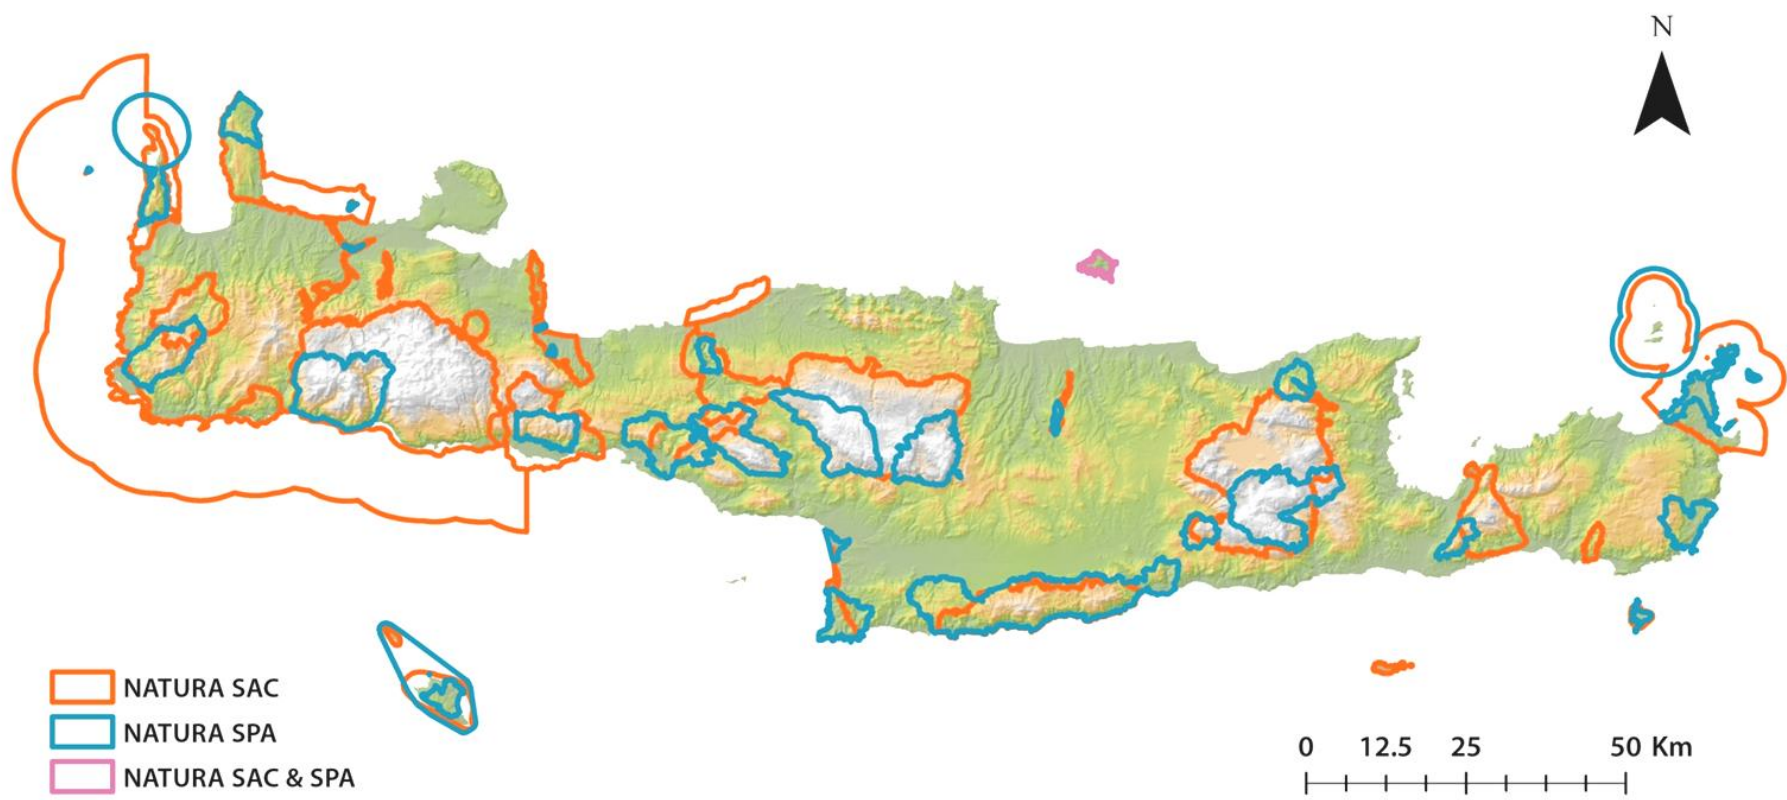 N
NATURA SAC
NATURA SPA
NATURA SAC & SPA
0 12.5 25 50 Km